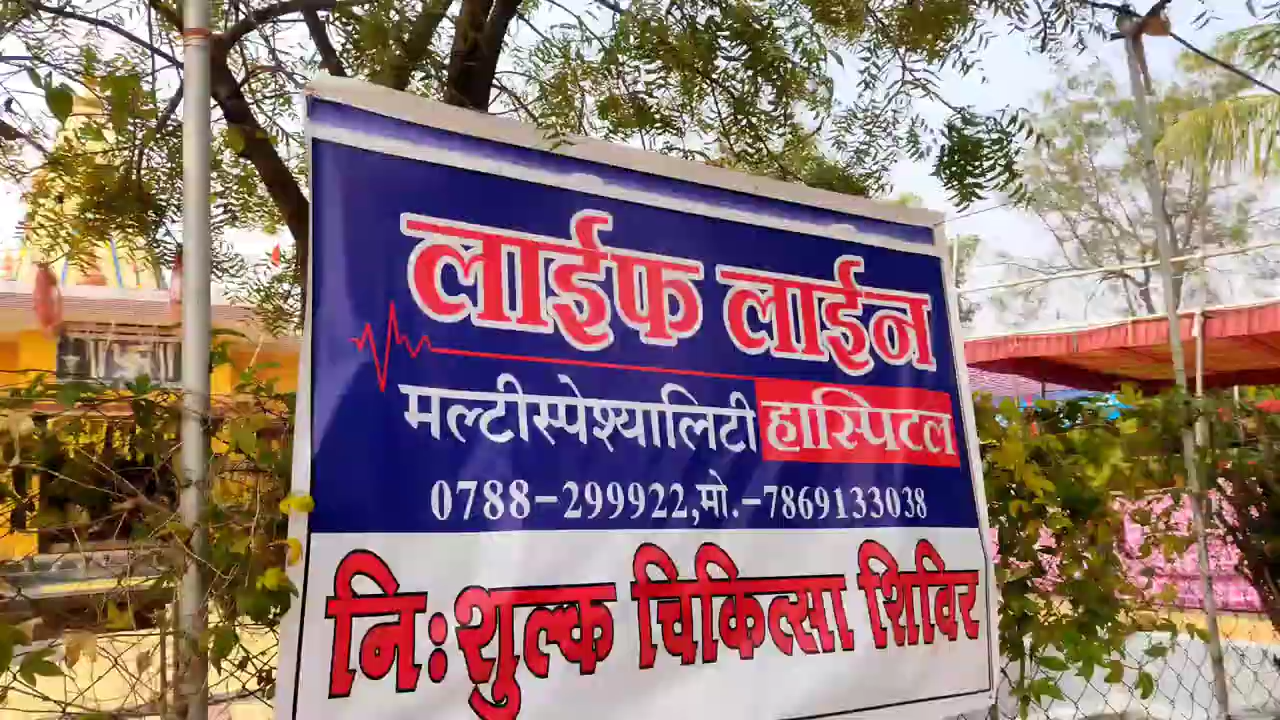 लाईफ लाईन
मल्टीस्पेश्यालिटी हास्पिटल
0788-299922,मो.-7869133038
निःशुल्क चिकित्सा शिविर